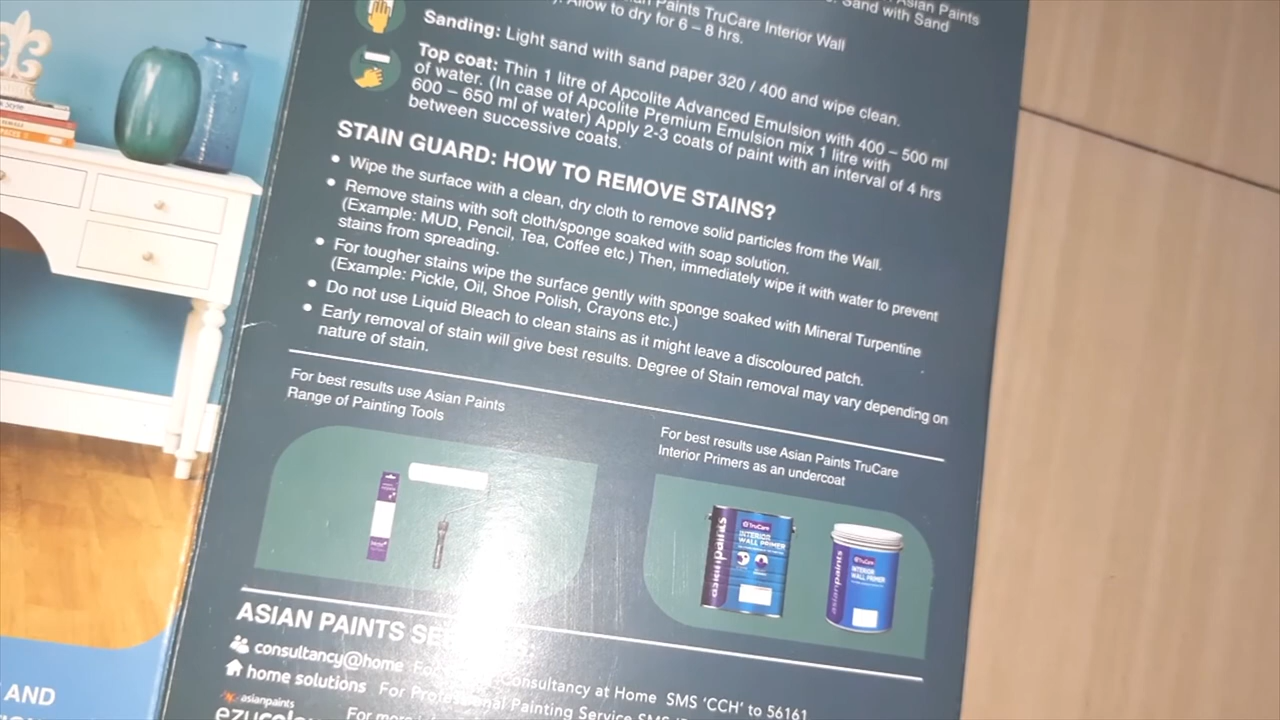 Asian Paints
Sand with Sand
Paints TruCare Interior Wall
Allow to dry for 6 – 8 hrs.
Sanding: Light sand with sand paper 320 / 400 and wipe clean.
Top coat: Thin 1 litre of Apcolite Advanced Emulsion with 400 – 500 ml
of water. (In case of Apcolite Premium Emulsion mix 1 litre with
600 – 650 ml of water) Apply 2-3 coats of paint with an interval of 4 hrs
between successive coats.
STAIN GUARD: HOW TO REMOVE STAINS?
• Wipe the surface with a clean, dry cloth to remove solid particles from the Wall.
• Remove stains with soft cloth/sponge soaked with soap solution.
(Example: MUD, Pencil, Tea, Coffee etc.) Then, immediately wipe it with water to prevent
stains from spreading.
• For tougher stains wipe the surface gently with sponge soaked with Mineral Turpentine
(Example: Pickle, Oil, Shoe Polish, Crayons etc.)
• Do not use Liquid Bleach to clean stains as it might leave a discoloured patch.
• Early removal of stain will give best results. Degree of Stain removal may vary depending on
nature of stain.
For best results use Asian Paints
Range of Painting Tools
For best results use Asian Paints TruCare
Interior Primers as an undercoat
asianpaints
TruCare
INTERIOR
WALL PRIMER
asianpaints
TruCare
INTERIOR
WALL PRIMER
ASIAN PAINTS SE
consultancy@home For Consultancy at Home SMS 'CCH' to 56161
home solutions For Professional Painting Service SMS
asianpaints
ezycolour For more
AND